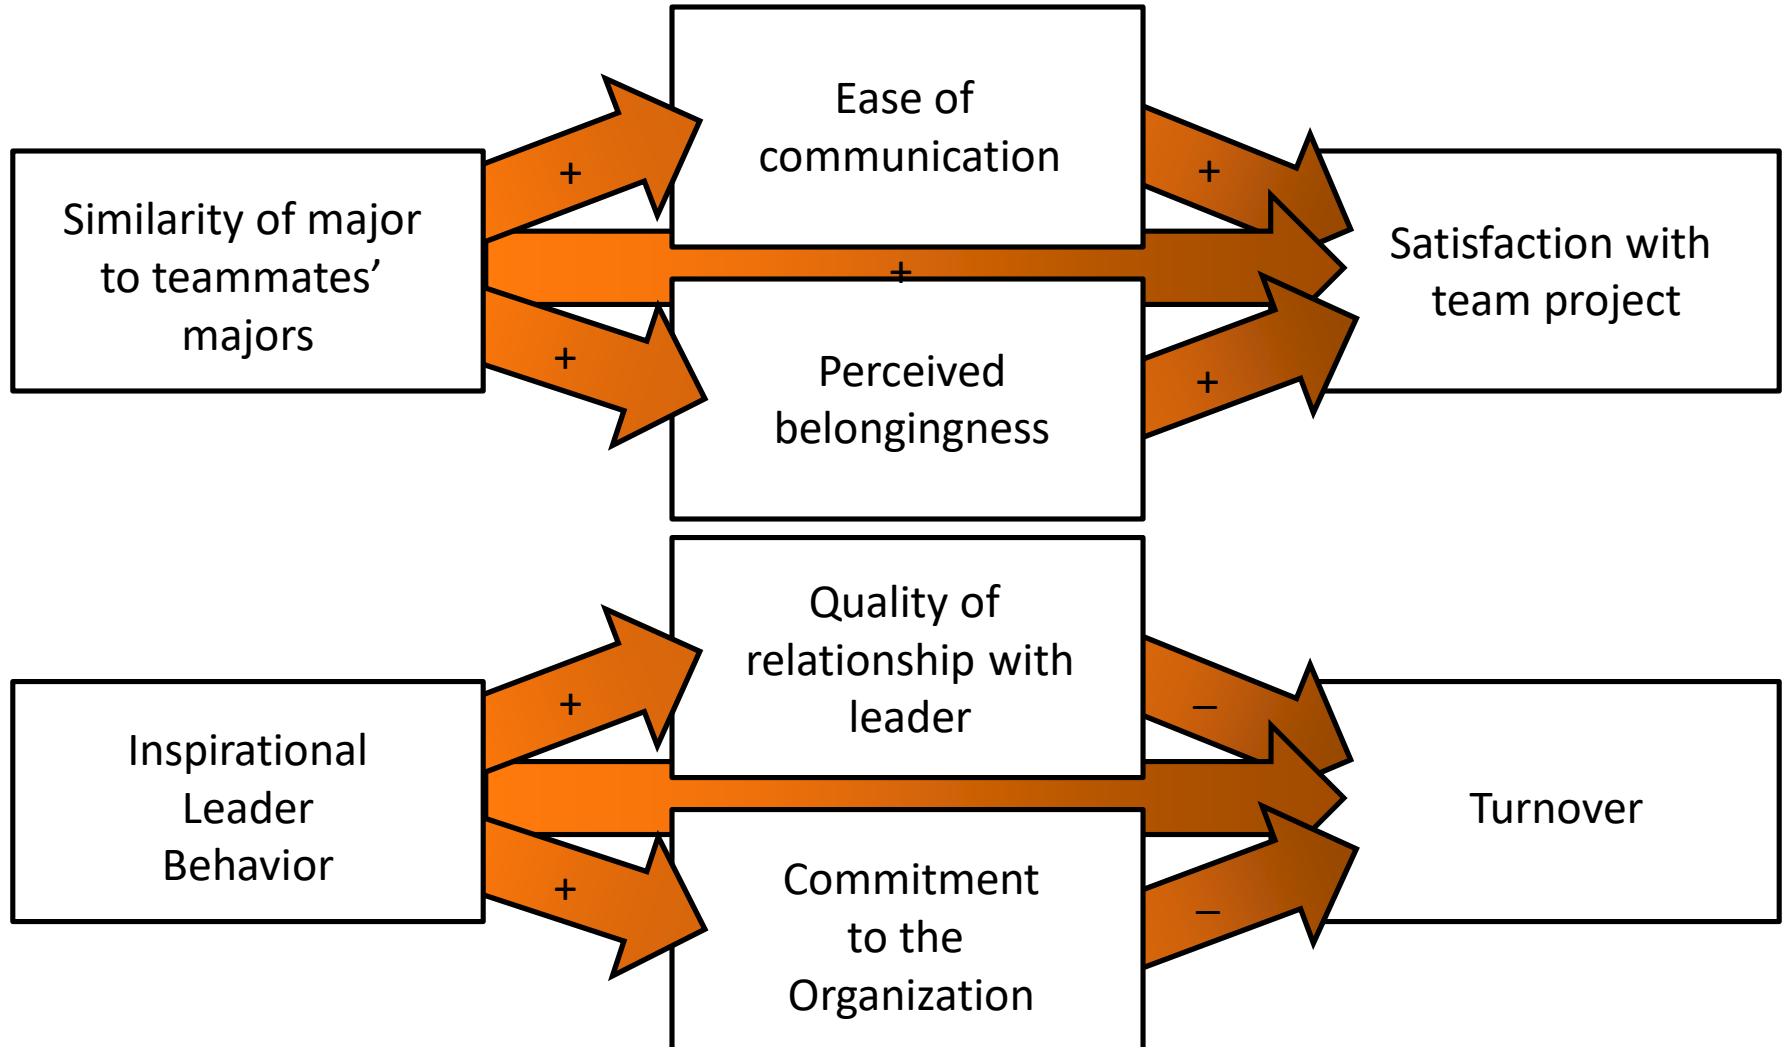 Similarity of major
to teammates’
majors
+
+
+
Ease of
communication
Perceived
belongingness
+
+
Satisfaction with
team project
Inspirational
Leader
Behavior
+
+
Quality of
relationship with
leader
Commitment
to the
Organization
–
–
Turnover